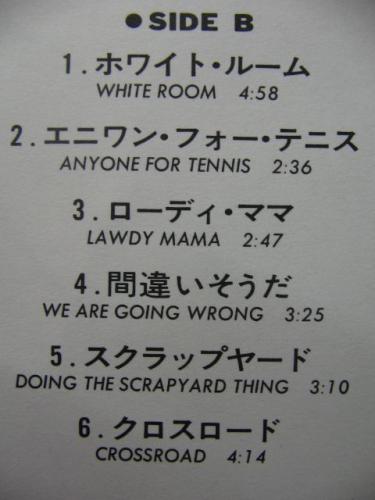 ●SIDE B
1.ホワイト・ルーム
WHITE ROOM 4:58
2.エニワン・フォー・テニス
ANYONE FOR TENNIS 2:36
3.ローディ・ママ
LAWDY MAMA 2:47
4.間違いそうだ
WE ARE GOING WRONG 3:25
5.スクラップヤード
DOING THE SCRAPYARD THING 3:10
6.クロスロード
CROSSROAD 4:14